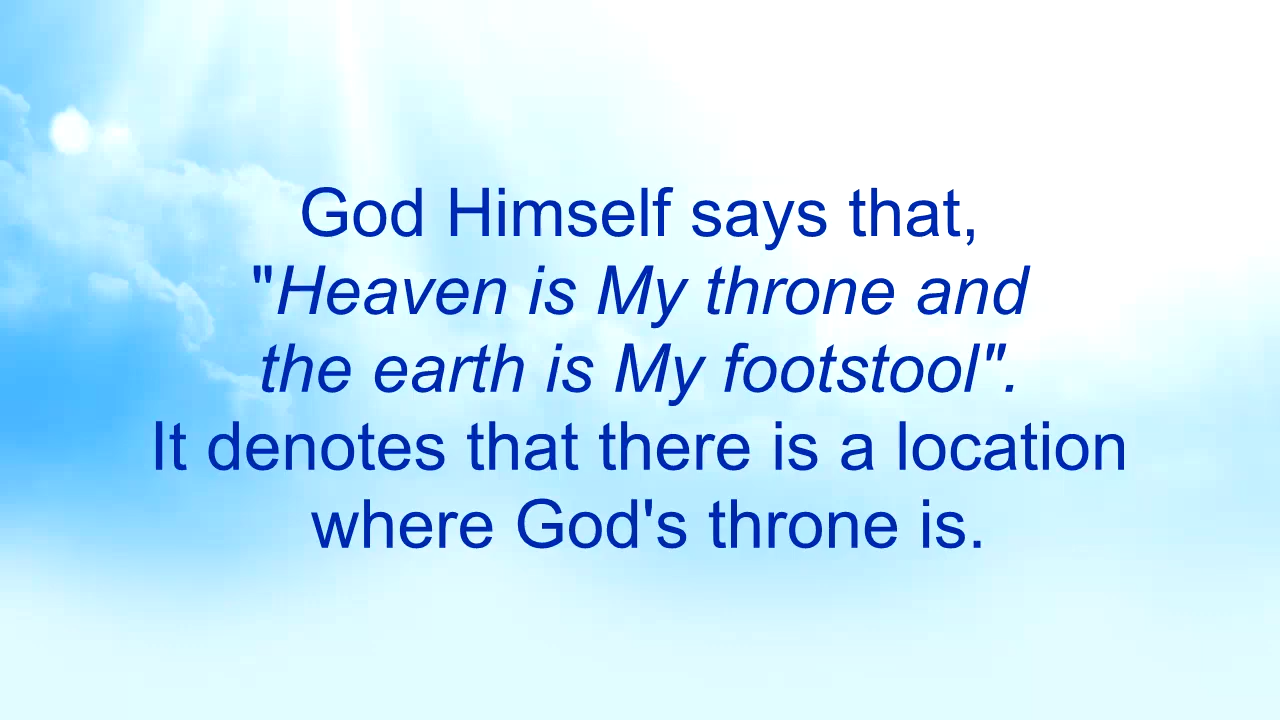 God Himself says that,
"Heaven is My throne and
the earth is My footstool".
It denotes that there is a location
where God's throne is.